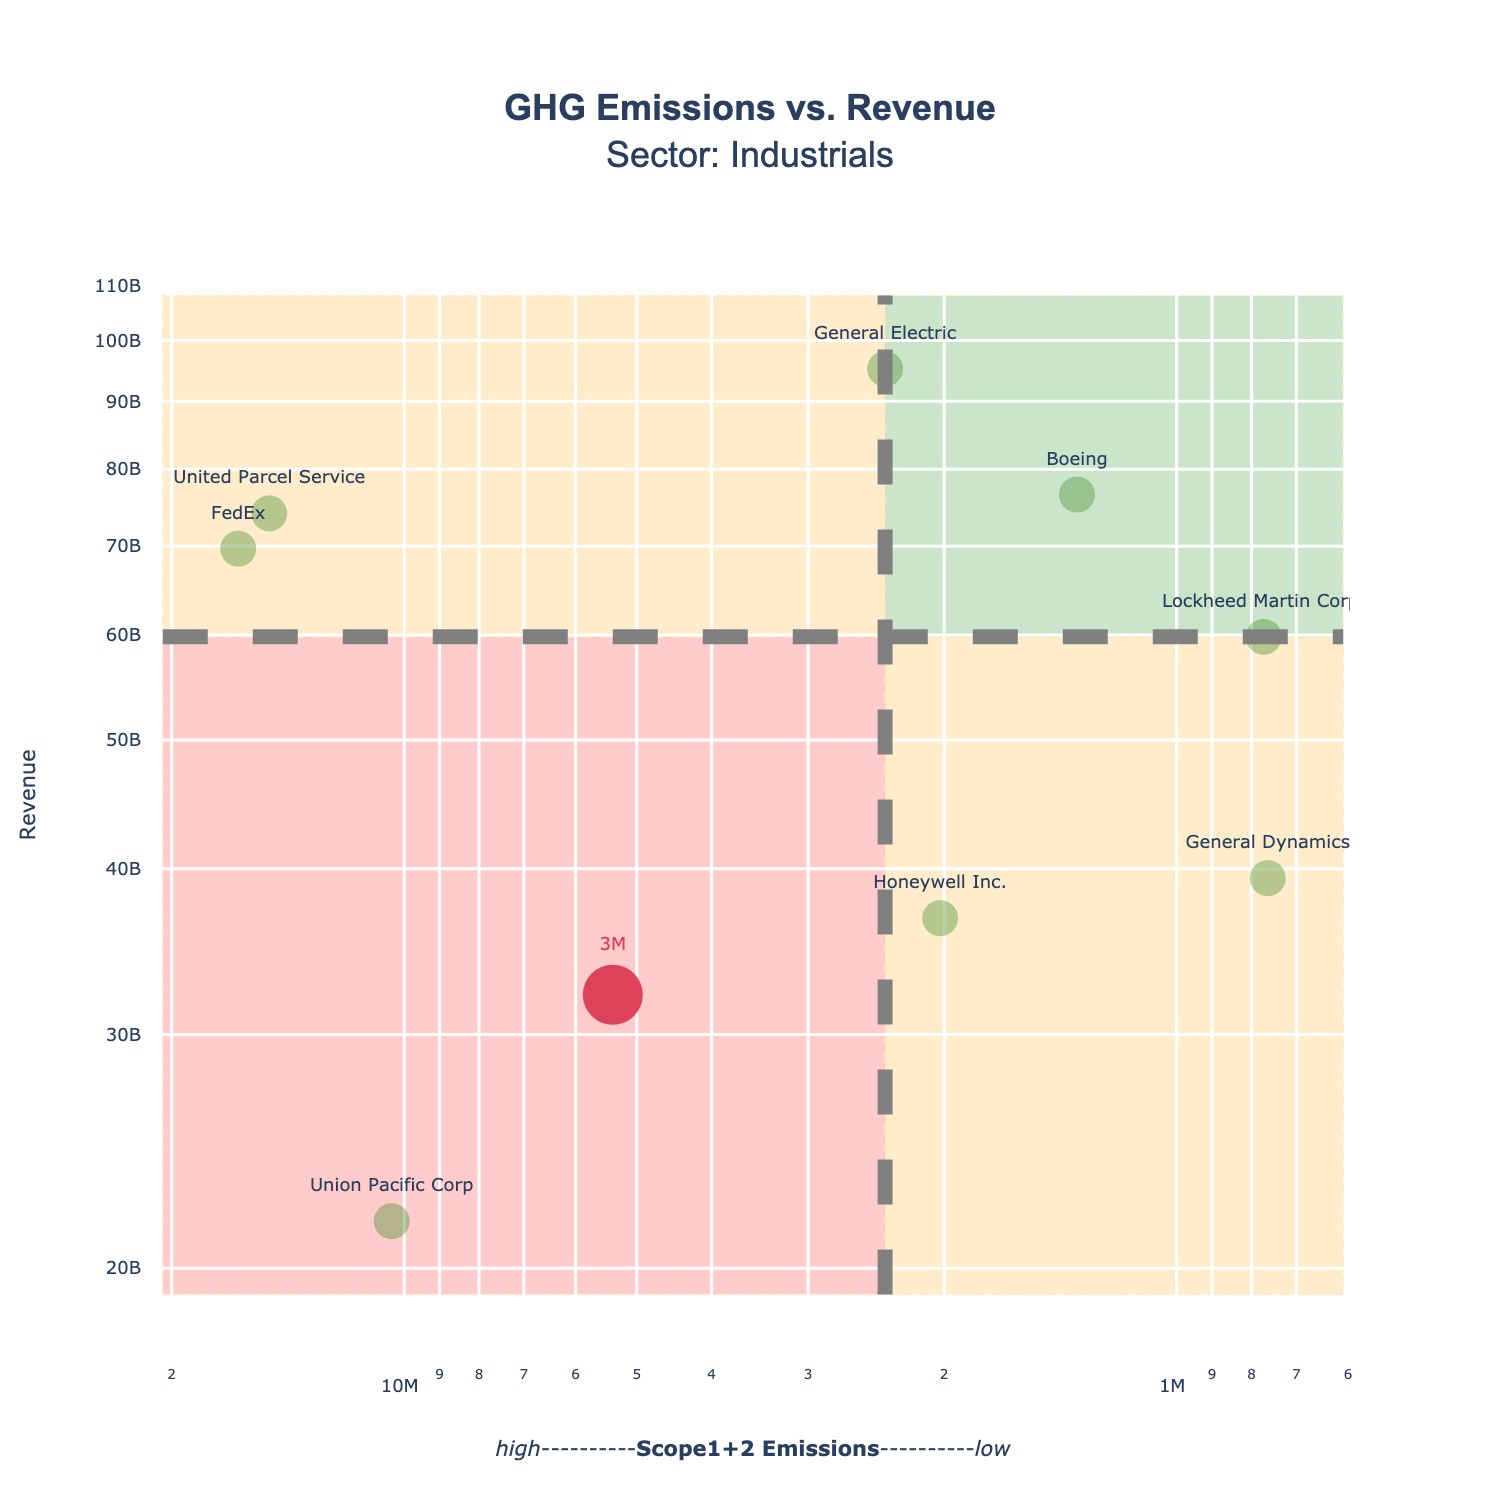 GHG Emissions vs. Revenue
Sector: Industrials
110B
100B
90B
80B
70B
60B
50B
40B
30B
20B
Revenue
General Electric
United Parcel Service
FedEx
Boeing
Lockheed Martin Corp
General Dynamics
Honeywell Inc.
3M
Union Pacific Corp
2
10M
9
8
7
6
5
4
3
2
1M
9
8
7
6
high----------Scope1+2 Emissions----------low